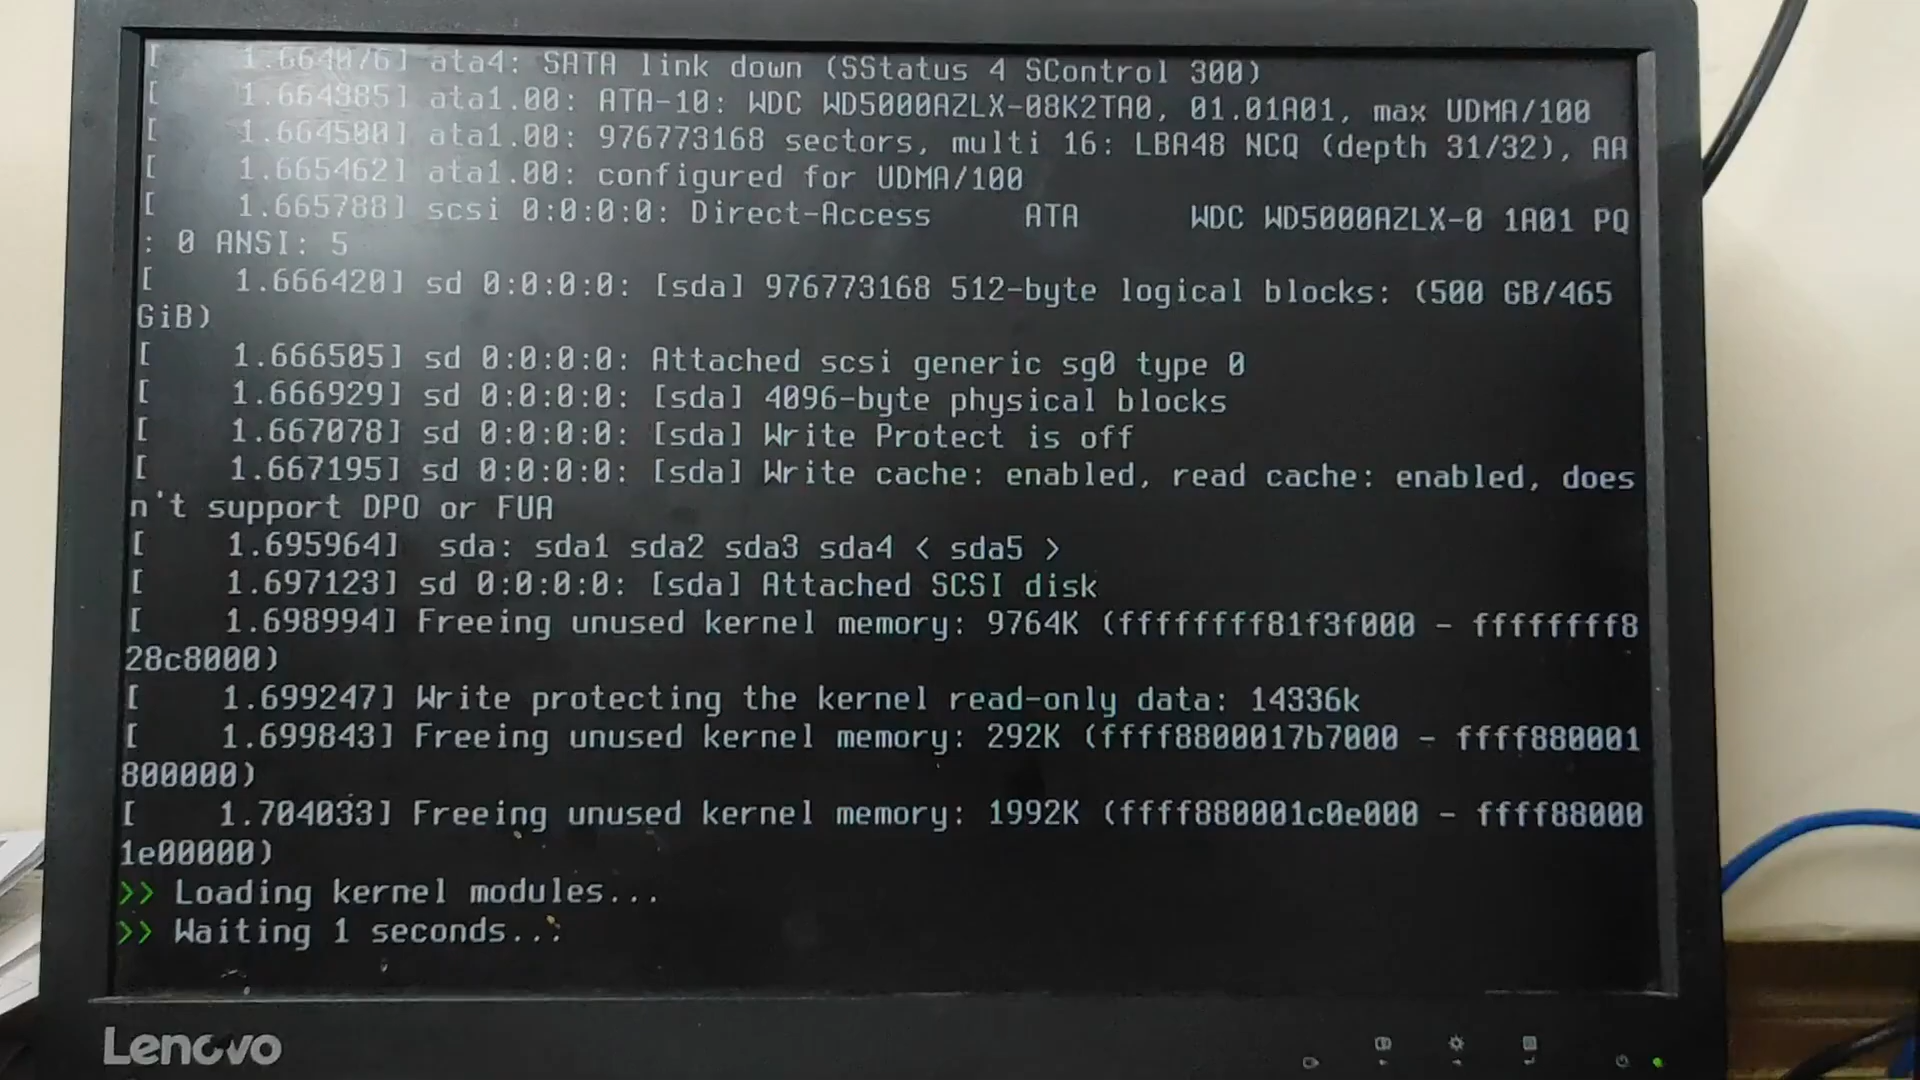 [    1.664076] ata4: SATA link down (SStatus 4 SControl 300)
[    1.664385] ata1.00: ATA-10: WDC WD5000AZLX-08K2TA0, 01.01A01, max UDMA/100
[    1.664500] ata1.00: 976773168 sectors, multi 16: LBA48 NCQ (depth 31/32), AA
[    1.665462] ata1.00: configured for UDMA/100
[    1.665788] scsi 0:0:0:0: Direct-Access     ATA      WDC WD5000AZLX-0 1A01 PQ
: 0 ANSI: 5
[    1.666420] sd 0:0:0:0: [sda] 976773168 512-byte logical blocks: (500 GB/465
GiB)
[    1.666505] sd 0:0:0:0: Attached scsi generic sg0 type 0
[    1.666929] sd 0:0:0:0: [sda] 4096-byte physical blocks
[    1.667078] sd 0:0:0:0: [sda] Write Protect is off
[    1.667195] sd 0:0:0:0: [sda] Write cache: enabled, read cache: enabled, does
n't support DPO or FUA
[    1.695964]  sda: sda1 sda2 sda3 sda4 < sda5 >
[    1.697123] sd 0:0:0:0: [sda] Attached SCSI disk
[    1.698994] Freeing unused kernel memory: 9764K (ffffffff81f3f000 - ffffffff8
28c8000)
[    1.699247] Write protecting the kernel read-only data: 14336k
[    1.699843] Freeing unused kernel memory: 292K (ffff8800017b7000 - ffff880001
800000)
[    1.704033] Freeing unused kernel memory: 1992K (ffff880001c0e000 - ffff88000
1e00000)
>> Loading kernel modules...
>> Waiting 1 seconds...
Lenovo